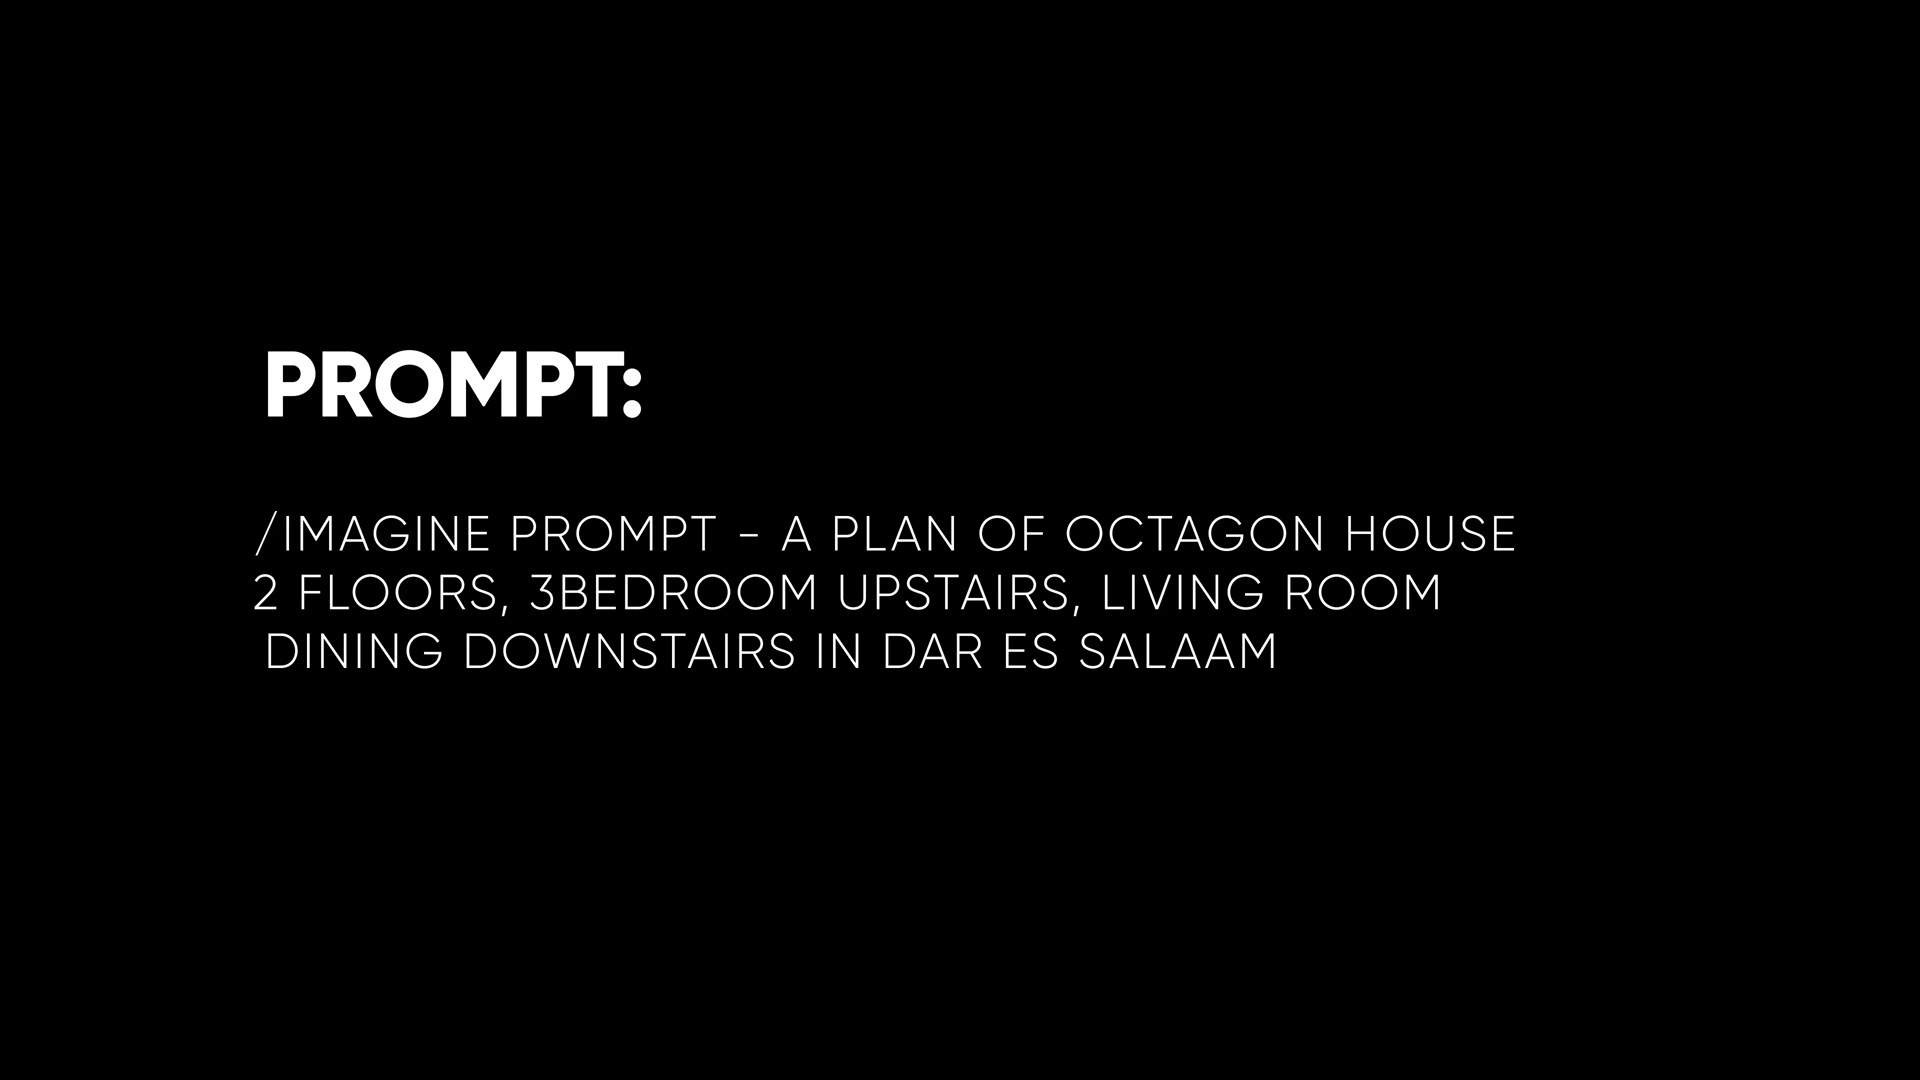 PROMPT:
/IMAGINE PROMPT - A PLAN OF OCTAGON HOUSE
2 FLOORS, 3BEDROOM UPSTAIRS, LIVING ROOM
DINING DOWNSTAIRS IN DAR ES SALAAM